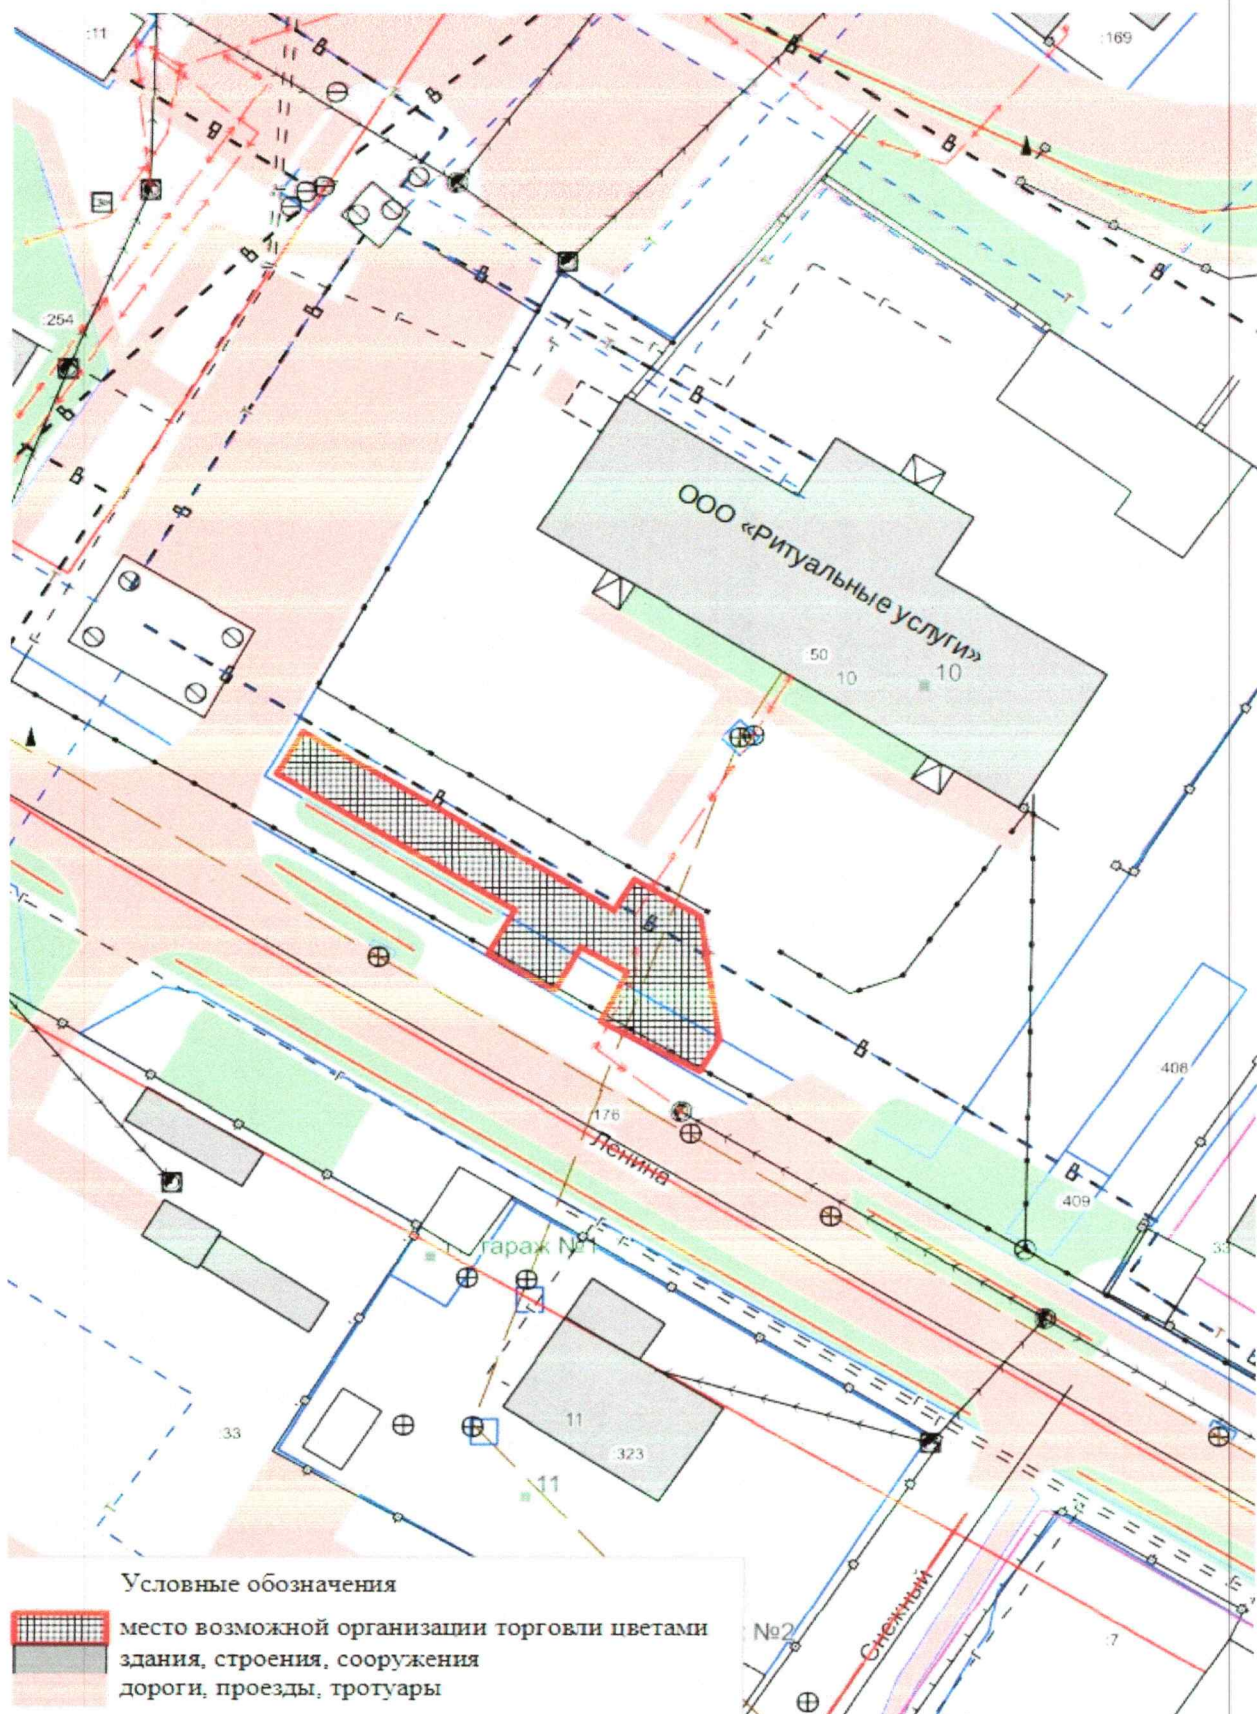 :11
:169
:254
ООО «Ритуальные услуги»
:50
10
10
408
409
176
Ленина
гараж №1
33
11
:33
:323
11
Условные обозначения
место возможной организации торговли цветами
№2
здания, строения, сооружения
Снежный
:7
дороги, проезды, тротуары